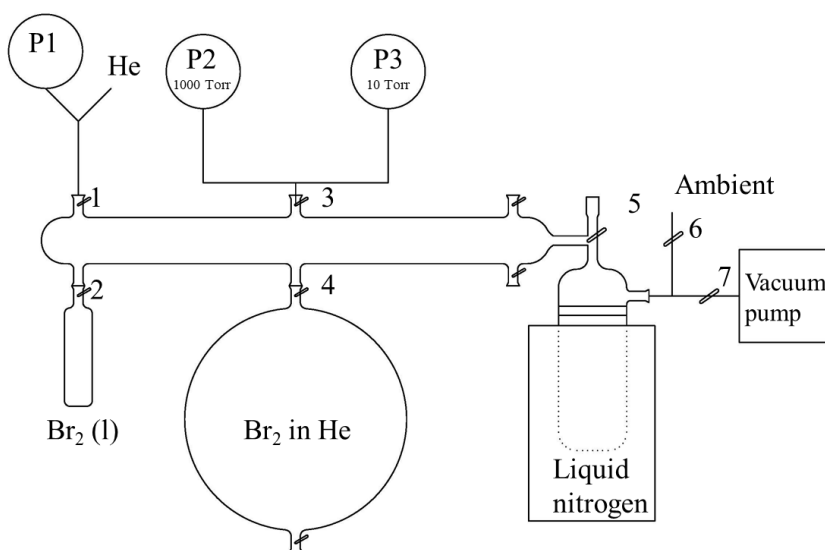 P1
He
P2
1000 Torr
P3
10 Torr
1
3
5
Ambient
6
7
2
4
Vacuum
pump
Br₂ (l)
Br₂ in He
Liquid
nitrogen